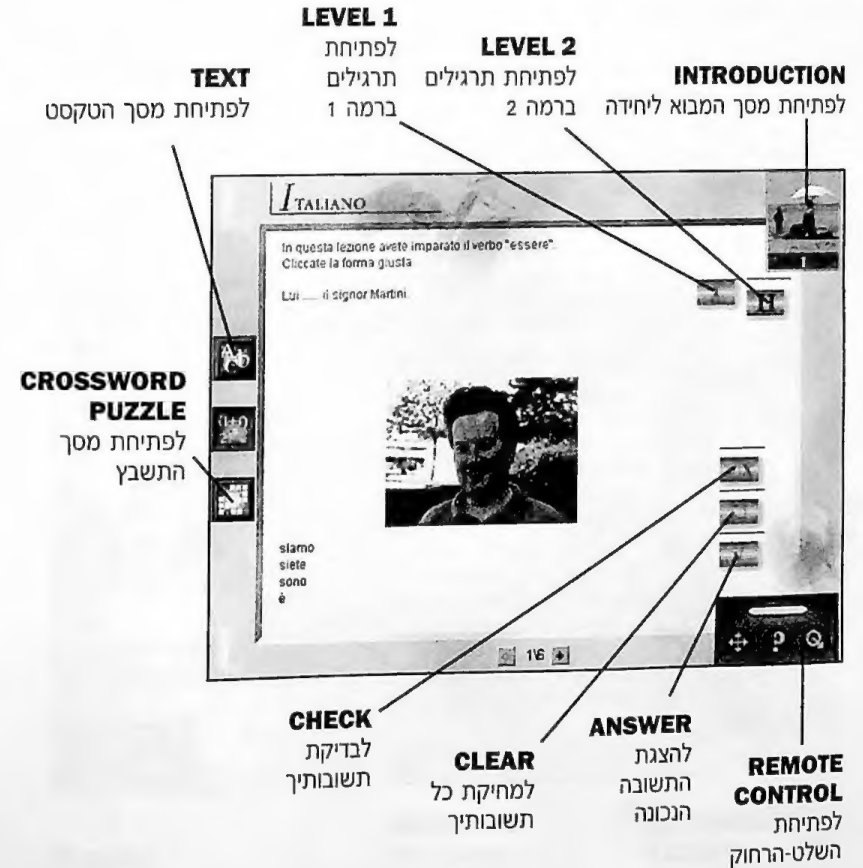 LEVEL 1
לפתיחת
תרגילים
ברמה 1
LEVEL 2
לפתיחת תרגילים
ברמה 2
TEXT
לפתיחת מסך הטקסט
INTRODUCTION
לפתיחת מסך המבוא ליחידה
ITALIANO
In questa lezione avete imparato il verbo "essere".
Cliccate la forma giusta
Lui ..... il signor Martini.
1
II
CROSSWORD
PUZZLE
לפתיחת מסך
התשבץ
siamo
siete
sono
è
1\6
CHECK
לבדיקת
תשובותיך
CLEAR
למחיקת כל
תשובותיך
ANSWER
להצגת
התשובה
הנכונה
REMOTE
CONTROL
לפתיחת
השלט-הרחוק